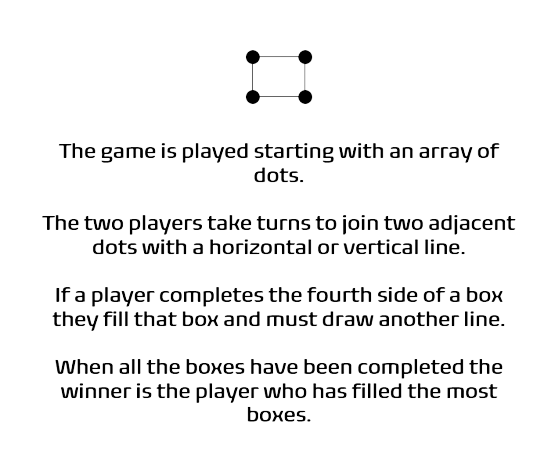 The game is played starting with an array of
dots.
The two players take turns to join two adjacent
dots with a horizontal or vertical line.
If a player completes the fourth side of a box
they fill that box and must draw another line.
When all the boxes have been completed the
winner is the player who has filled the most
boxes.